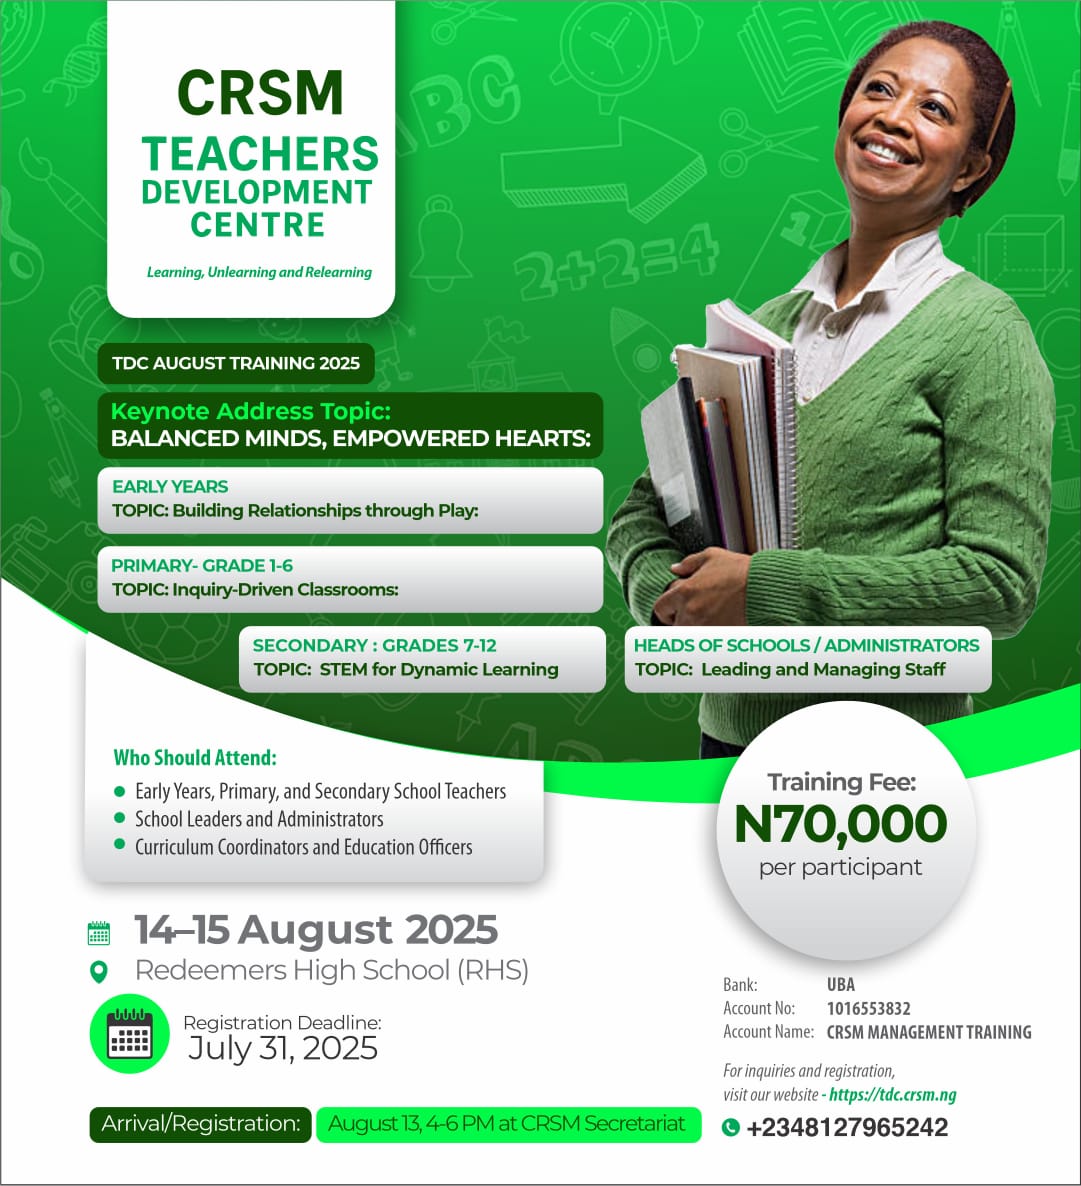 CRSM
TEACHERS
DEVELOPMENT
CENTRE
Learning, Unlearning and Relearning
ABC
2+2=4
1
TDC AUGUST TRAINING 2025
Keynote Address Topic:
BALANCED MINDS, EMPOWERED HEARTS:
EARLY YEARS
TOPIC: Building Relationships through Play:
PRIMARY- GRADE 1-6
TOPIC: Inquiry-Driven Classrooms:
SECONDARY : GRADES 7-12
TOPIC: STEM for Dynamic Learning
HEADS OF SCHOOLS / ADMINISTRATORS
TOPIC: Leading and Managing Staff
Who Should Attend:
Early Years, Primary, and Secondary School Teachers
School Leaders and Administrators
Curriculum Coordinators and Education Officers
Training Fee:
N70,000
per participant
14–15 August 2025
Redeemers High School (RHS)
Registration Deadline:
July 31, 2025
Bank: UBA
Account No: 1016553832
Account Name: CRSM MANAGEMENT TRAINING
For inquiries and registration,
visit our website - https://tdc.crsm.ng
+2348127965242
Arrival/Registration: August 13, 4-6 PM at CRSM Secretariat